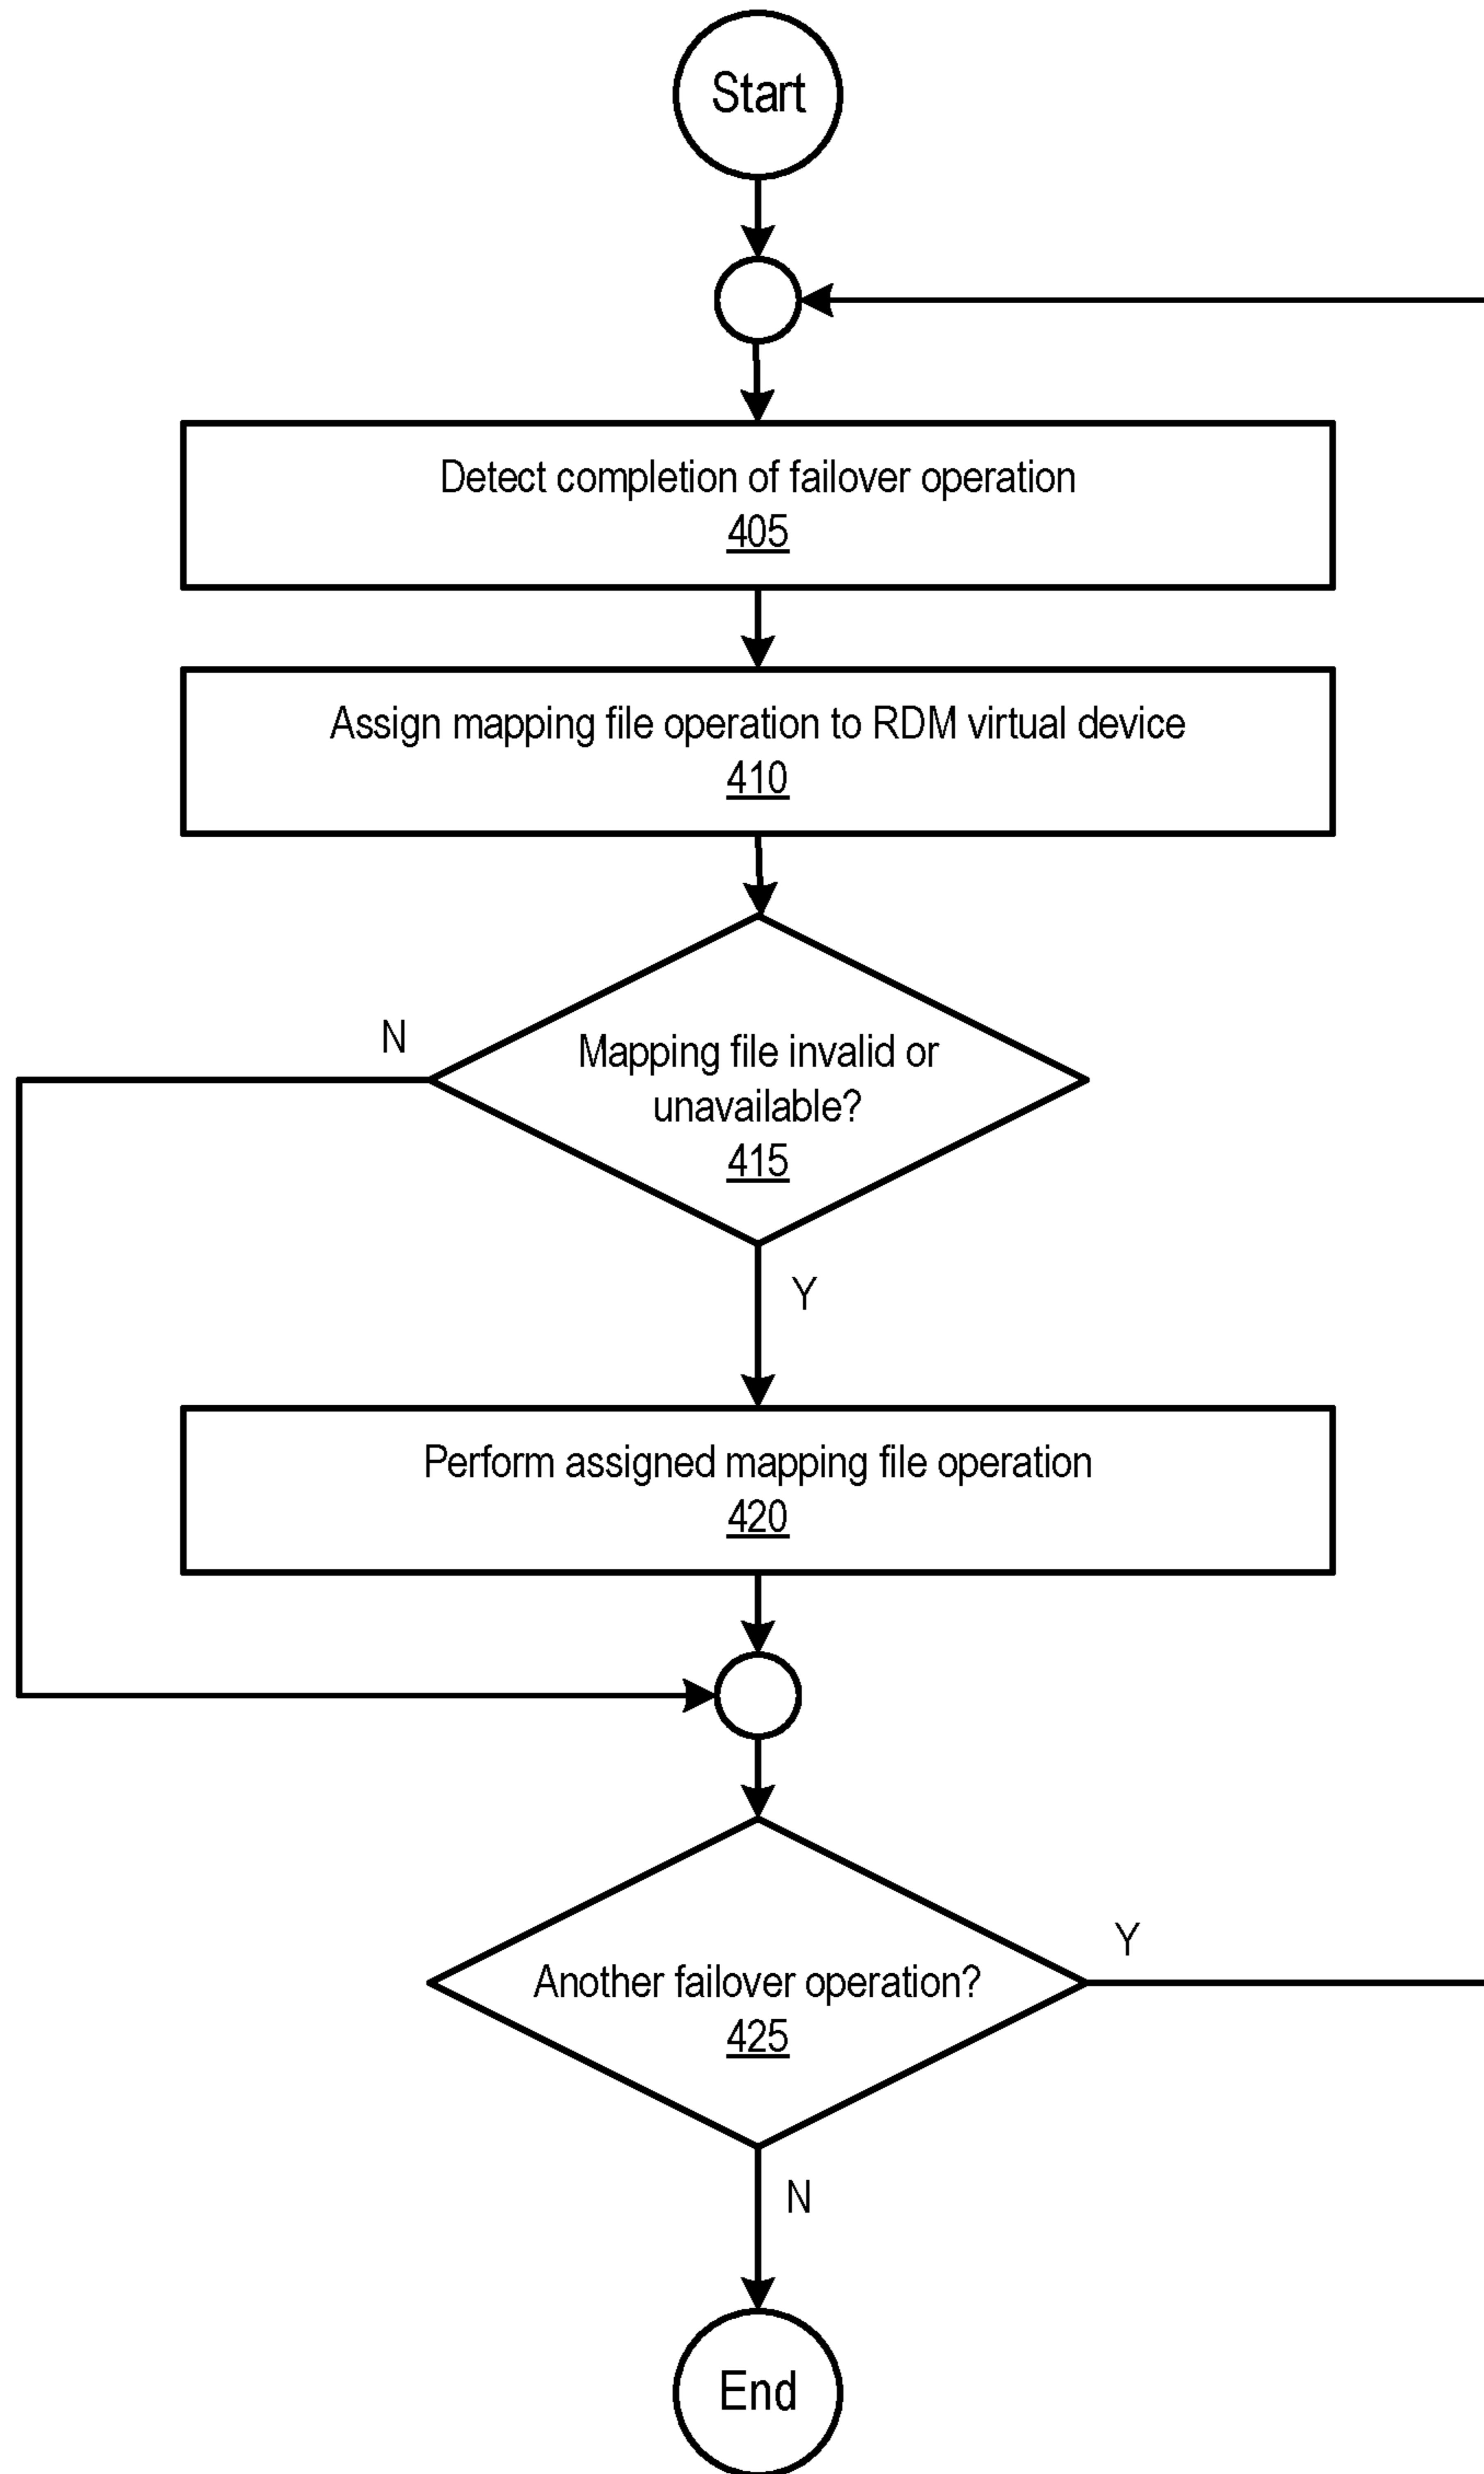 Start
Detect completion of failover operation
405
Assign mapping file operation to RDM virtual device
410
N
Mapping file invalid or
unavailable?
415
Y
Perform assigned mapping file operation
420
Y
Another failover operation?
425
N
End